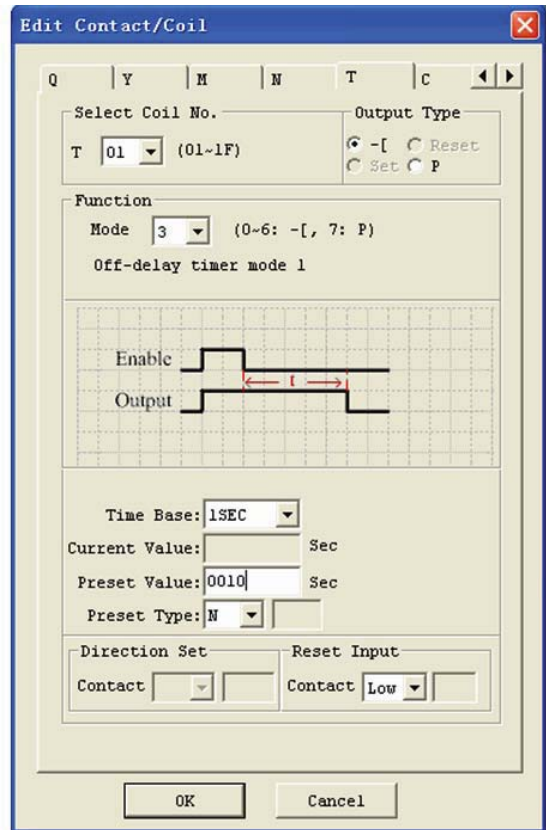 Edit Contact/Coil
Q Y M N T C
Select Coil No. Output Type
T 01 (01~1F) -[ Reset
Set P
Function
Mode 3 (0~6: -[, 7: P)
Off-delay timer mode 1
Enable
t
Output
Time Base: 1SEC
Current Value: Sec
Preset Value: 0010 Sec
Preset Type: N
Direction Set Reset Input
Contact Contact Low
OK Cancel